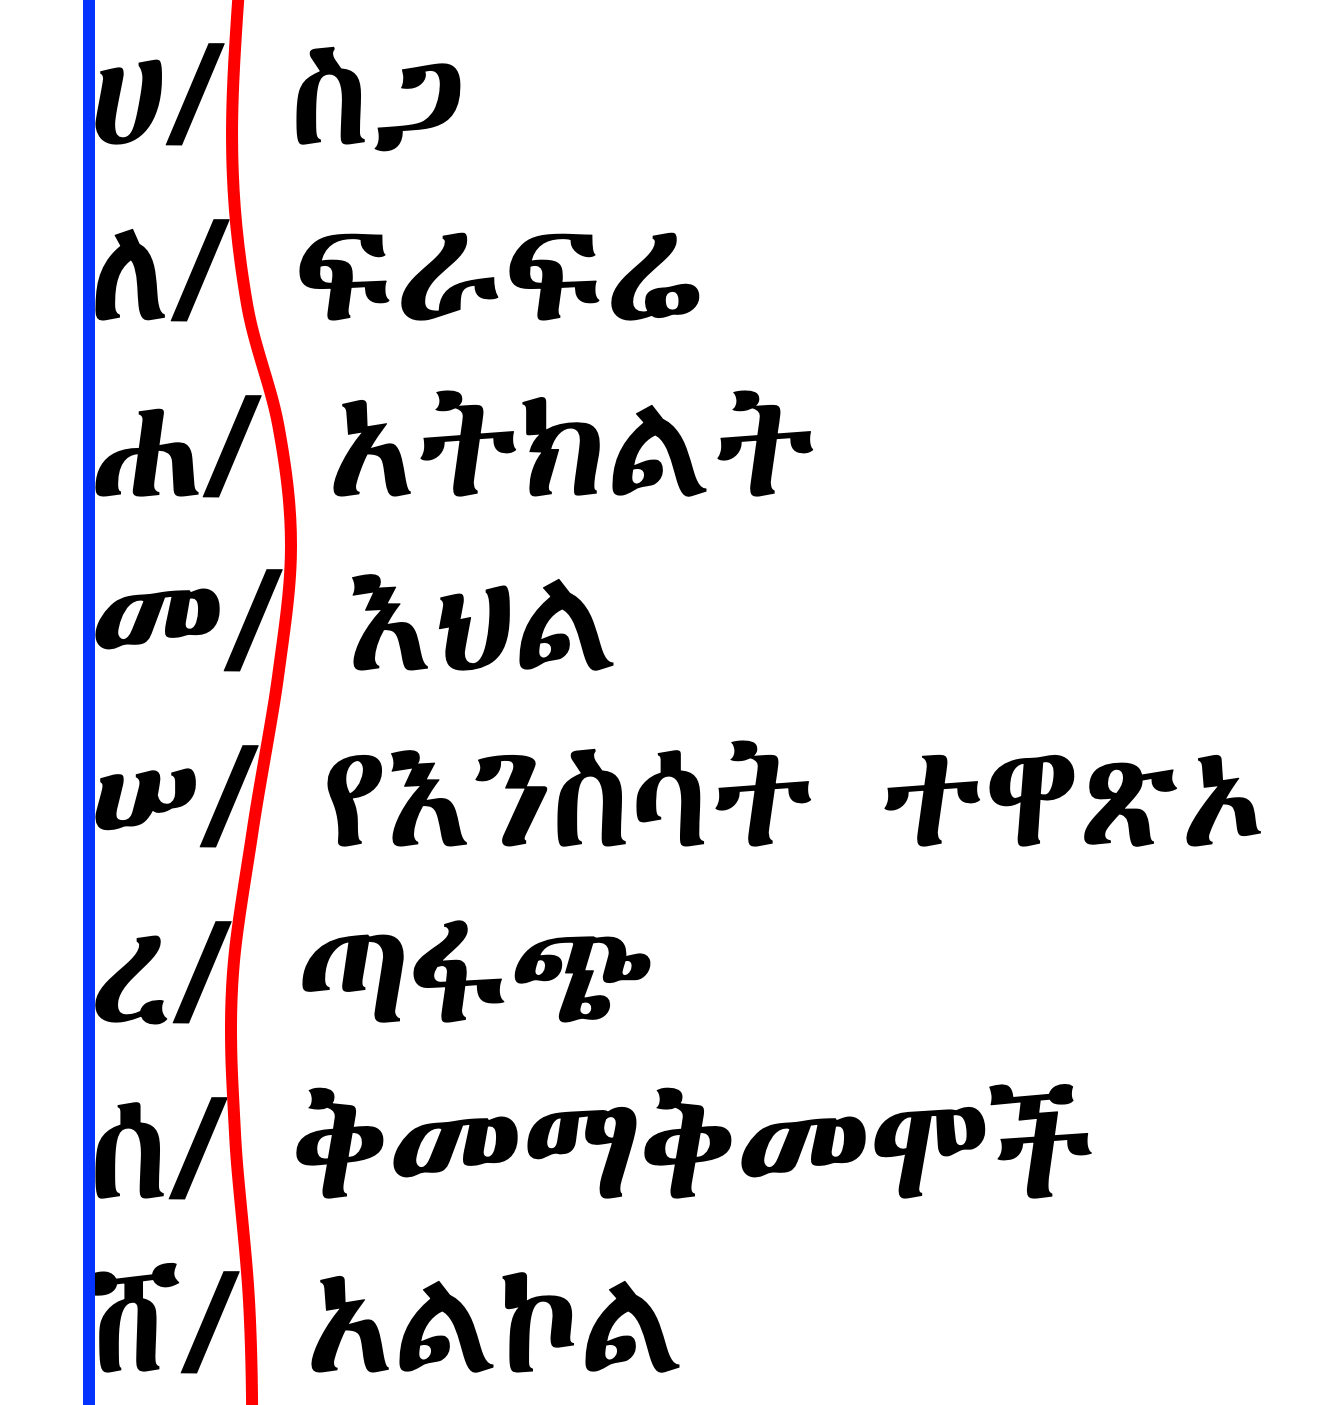 ሀ/ ስጋ
ለ/ ፍራፍሬ
ሐ/ አትክልት
መ/ እህል
ሠ/ የእንስሳት ተዋጽኦ
ረ/ ጣፋጭ
ሰ/ ቅመማቅመሞች
ሸ/ አልኮል